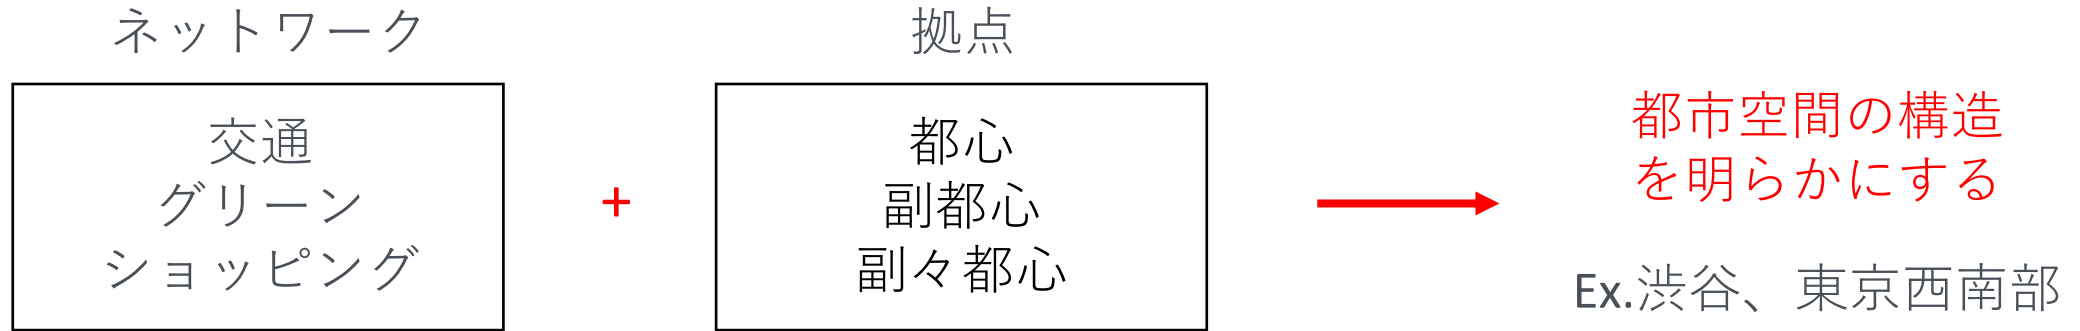 ネットワーク
交通
グリーン
ショッピング
+
拠点
都心
副都心
副々都心
都市空間の構造
を明らかにする
Ex.渋谷、東京西南部